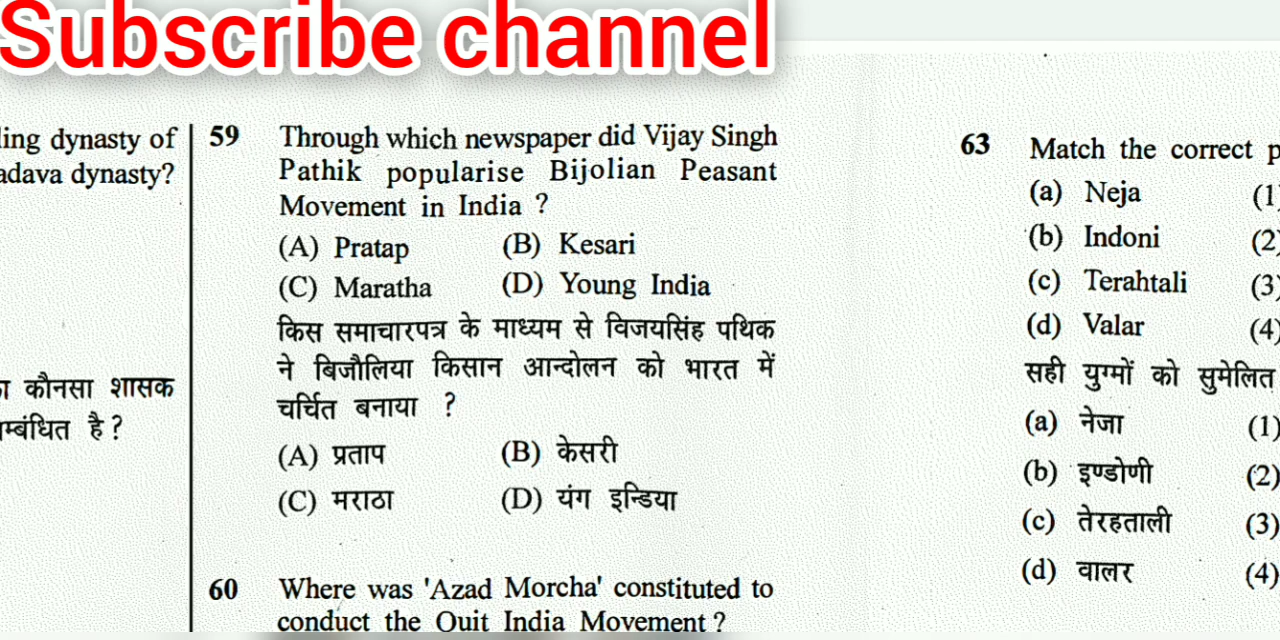 Subscribe channel
ling dynasty of
adava dynasty?
कौनसा शासक
म्बंधित है ?
59 Through which newspaper did Vijay Singh
Pathik popularise Bijolian Peasant
Movement in India ?
(A) Pratap (B) Kesari
(C) Maratha (D) Young India
किस समाचारपत्र के माध्यम से विजयसिंह पथिक
ने बिजौलिया किसान आन्दोलन को भारत में
चर्चित बनाया ?
(A) प्रताप (B) केसरी
(C) मराठा (D) यंग इन्डिया
60 Where was 'Azad Morcha' constituted to
conduct the Quit India Movement ?
63 Match the correct p
(a) Neja (1)
(b) Indoni (2)
(c) Terahtali (3)
(d) Valar (4)
सही युग्मों को सुमेलित
(a) नेजा (1)
(b) इण्डोणी (2)
(c) तेरहताली (3)
(d) वालर (4)